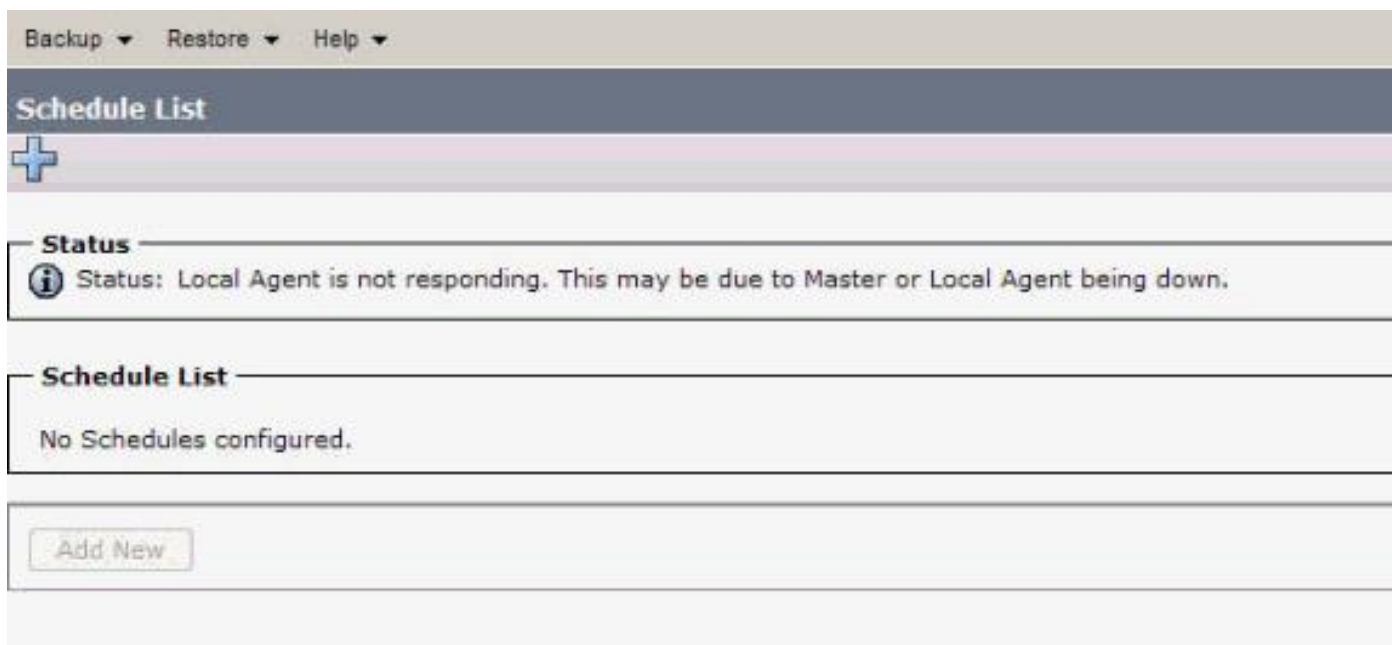 Backup Restore Help
Schedule List
Status
Status: Local Agent is not responding. This may be due to Master or Local Agent being down.
Schedule List
No Schedules configured.
Add New